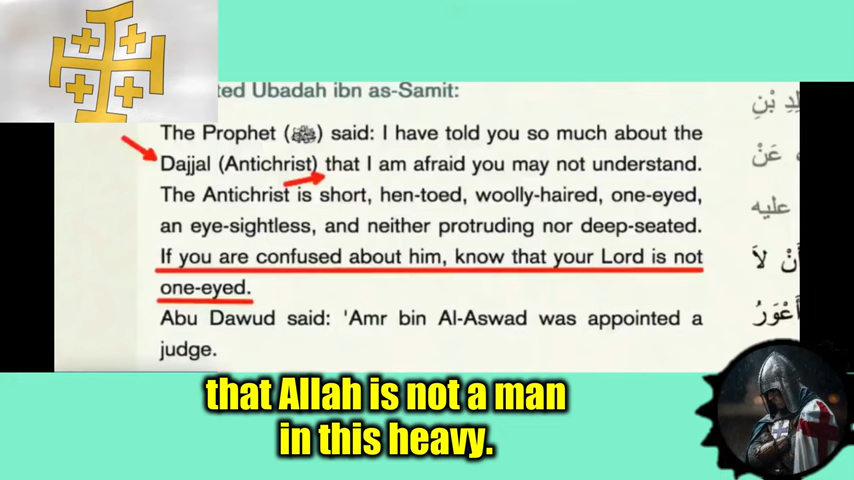 ted Ubadah ibn as-Samit:
The Prophet (ﷺ) said: I have told you so much about the
Dajjal (Antichrist) that I am afraid you may not understand.
The Antichrist is short, hen-toed, woolly-haired, one-eyed,
an eye-sightless, and neither protruding nor deep-seated.
If you are confused about him, know that your Lord is not
one-eyed.
Abu Dawud said: 'Amr bin Al-Aswad was appointed a
judge.
لِدِ بْنِ
عَنْ
عليه
أَنْ لاَ
أَعْوَرُ
that Allah is not a man
in this heavy.